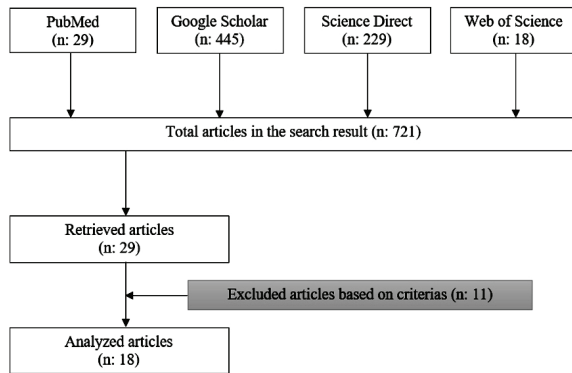 PubMed
(n: 29)
Google Scholar
(n: 445)
Science Direct
(n: 229)
Web of Science
(n: 18)
Total articles in the search result (n: 721)
Retrieved articles
(n: 29)
Excluded articles based on criterias (n: 11)
Analyzed articles
(n: 18)